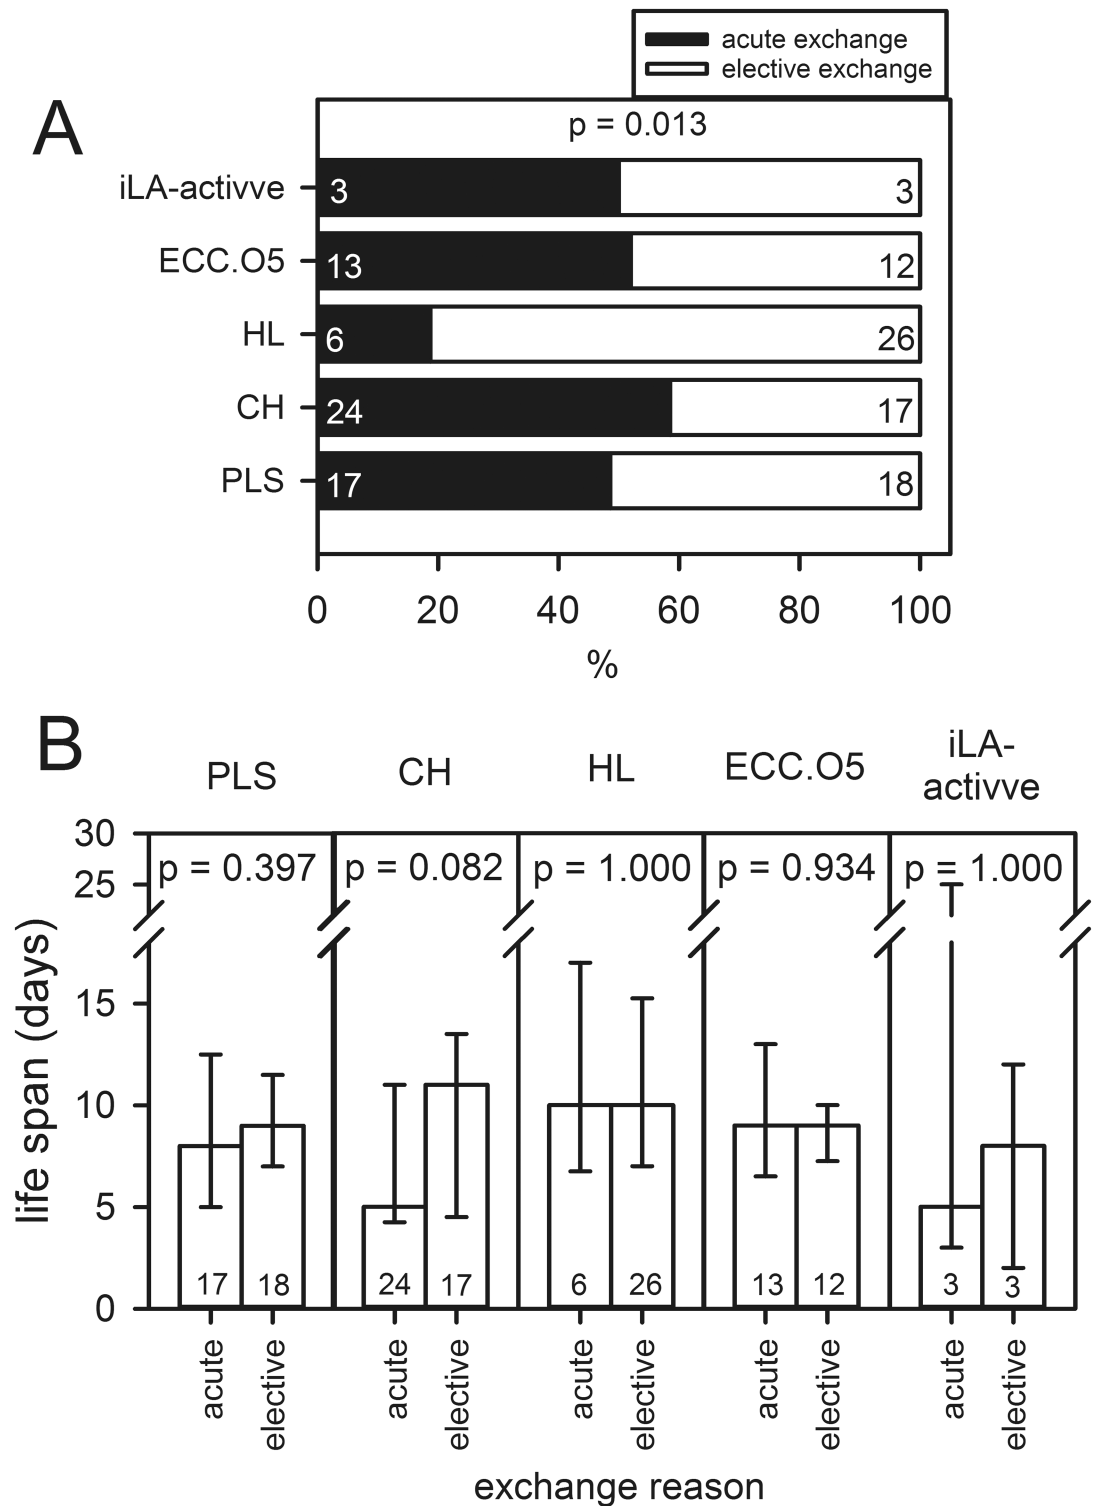 acute exchange
elective exchange
A
p = 0.013
iLA-activve
3
3
ECC.O5
13
12
HL
6
26
CH
24
17
PLS
17
18
0
20
40
60
80
100
%
B
PLS
CH
HL
ECC.O5
iLA-
activve
30
25
15
10
5
0
life span (days)
p = 0.397
p = 0.082
p = 1.000
p = 0.934
p = 1.000
17
18
24
17
6
26
13
12
3
3
acute
elective
acute
elective
acute
elective
acute
elective
acute
elective
exchange reason